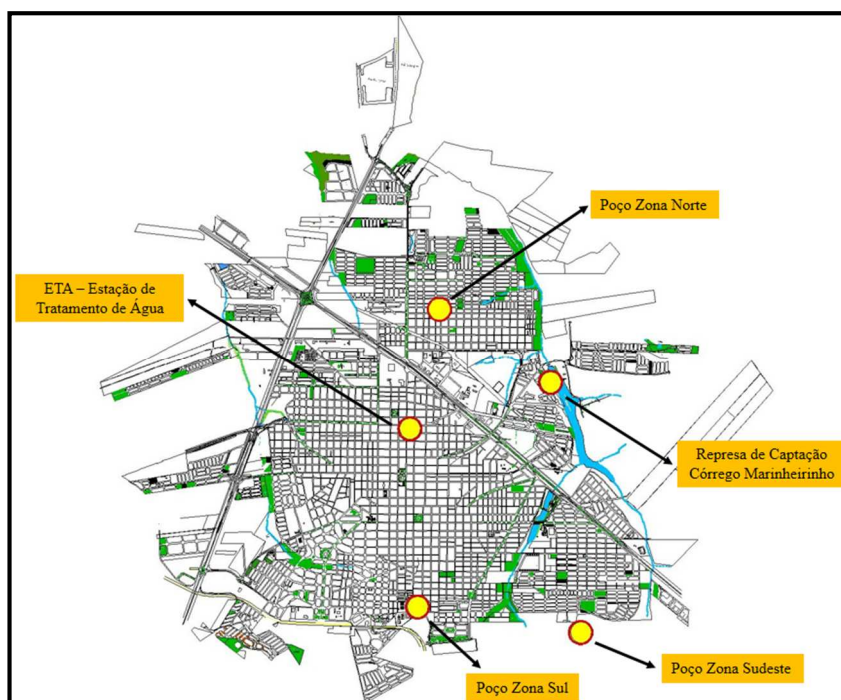 Poço Zona Norte
ETA – Estação de
Tratamento de Água
Represa de Captação
Córrego Marinheirinho
Poço Zona Sudeste
Poço Zona Sul